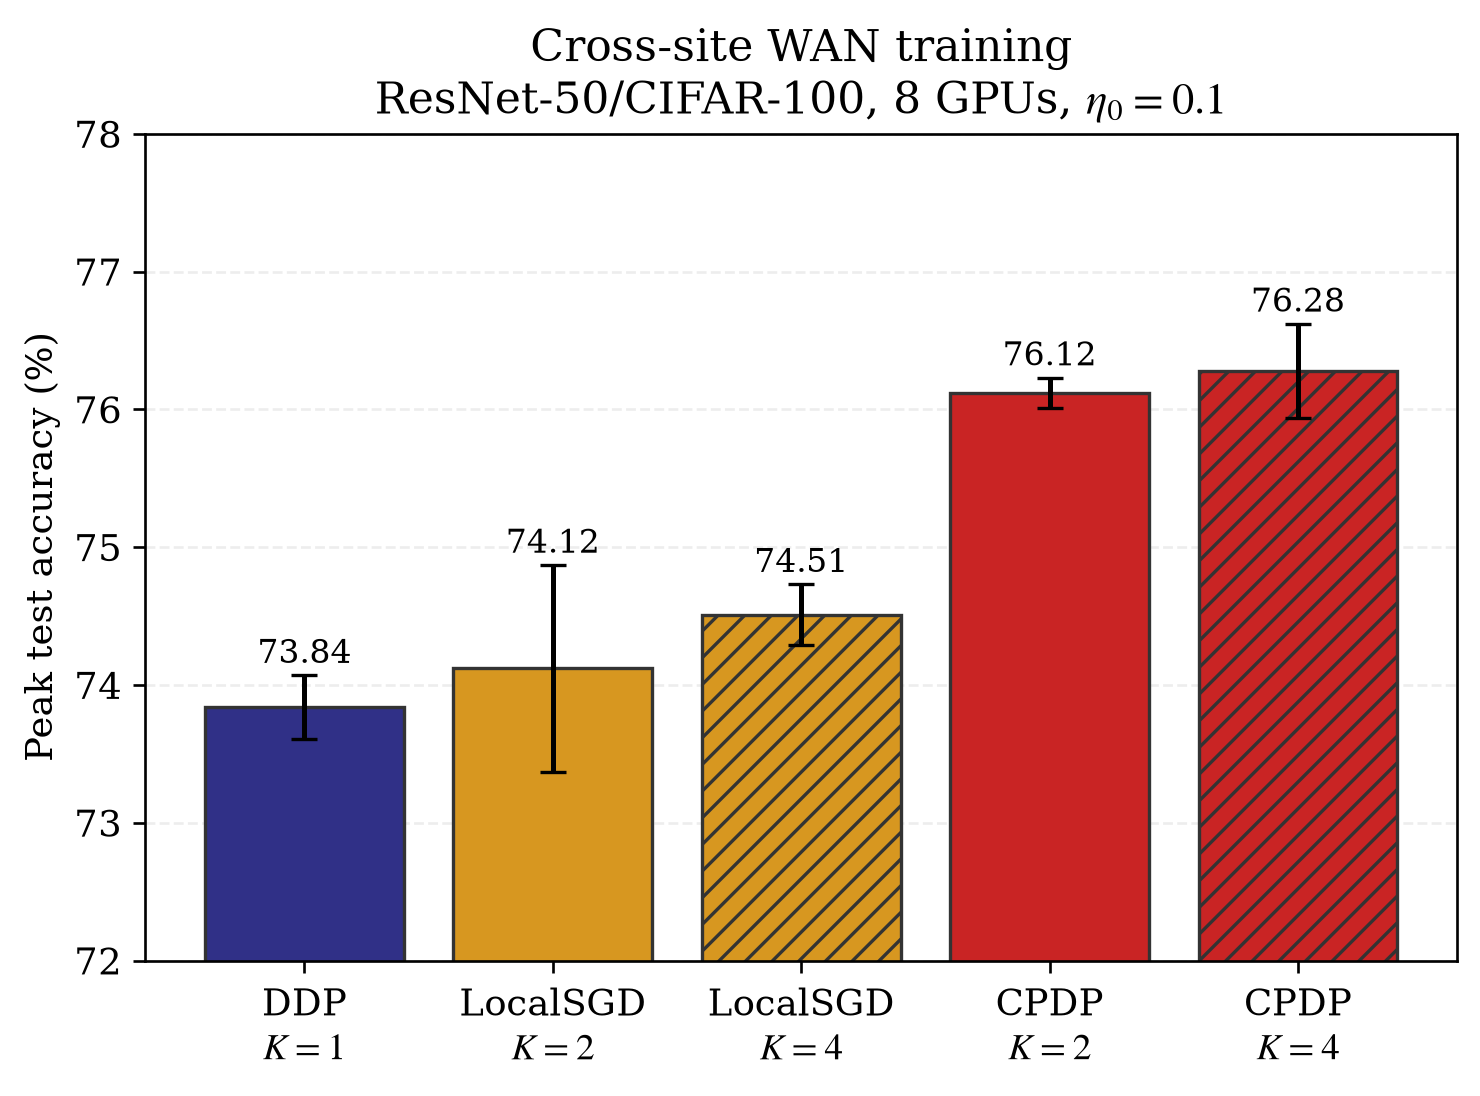 Cross-site WAN training
ResNet-50/CIFAR-100, 8 GPUs, η₀ = 0.1
Peak test accuracy (%)
78
77
76
75
74
73
72
73.84
74.12
74.51
76.12
76.28
DDP
K = 1
LocalSGD
K = 2
LocalSGD
K = 4
CPDP
K = 2
CPDP
K = 4